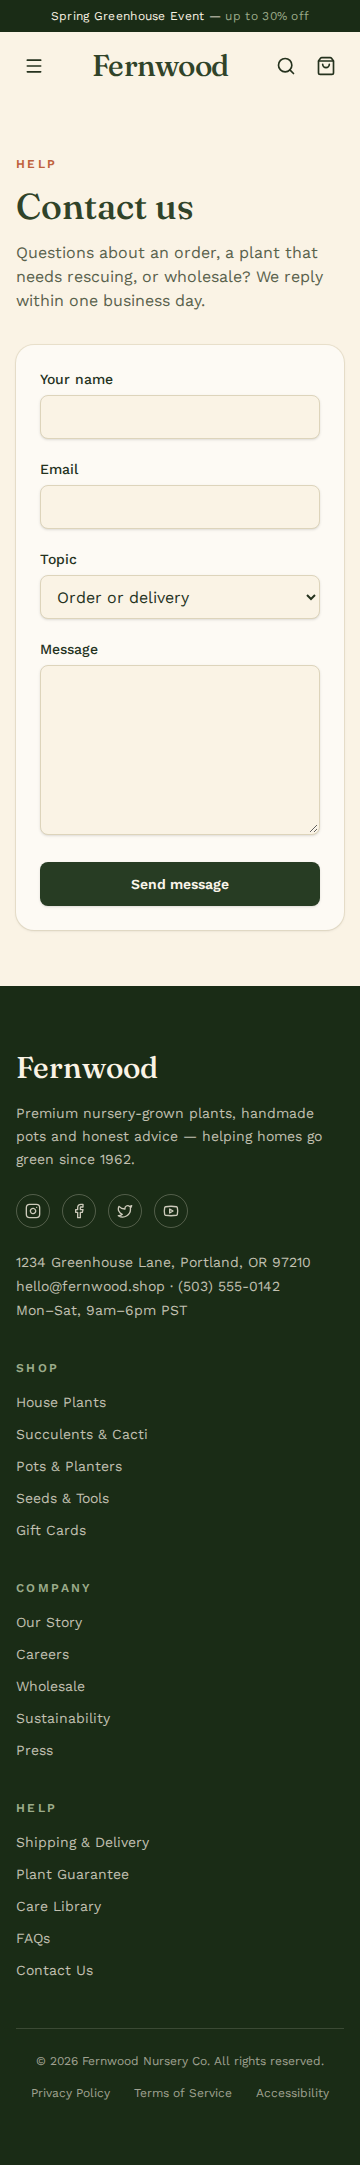 Spring Greenhouse Event — up to 30% off
Fernwood
HELP
Contact us
Questions about an order, a plant that
needs rescuing, or wholesale? We reply
within one business day.
Your name
Email
Topic
Order or delivery
Message
Send message
Fernwood
Premium nursery-grown plants, handmade
pots and honest advice — helping homes go
green since 1962.
1234 Greenhouse Lane, Portland, OR 97210
hello@fernwood.shop · (503) 555-0142
Mon–Sat, 9am–6pm PST
SHOP
House Plants
Succulents & Cacti
Pots & Planters
Seeds & Tools
Gift Cards
COMPANY
Our Story
Careers
Wholesale
Sustainability
Press
HELP
Shipping & Delivery
Plant Guarantee
Care Library
FAQs
Contact Us
© 2026 Fernwood Nursery Co. All rights reserved.
Privacy Policy Terms of Service Accessibility